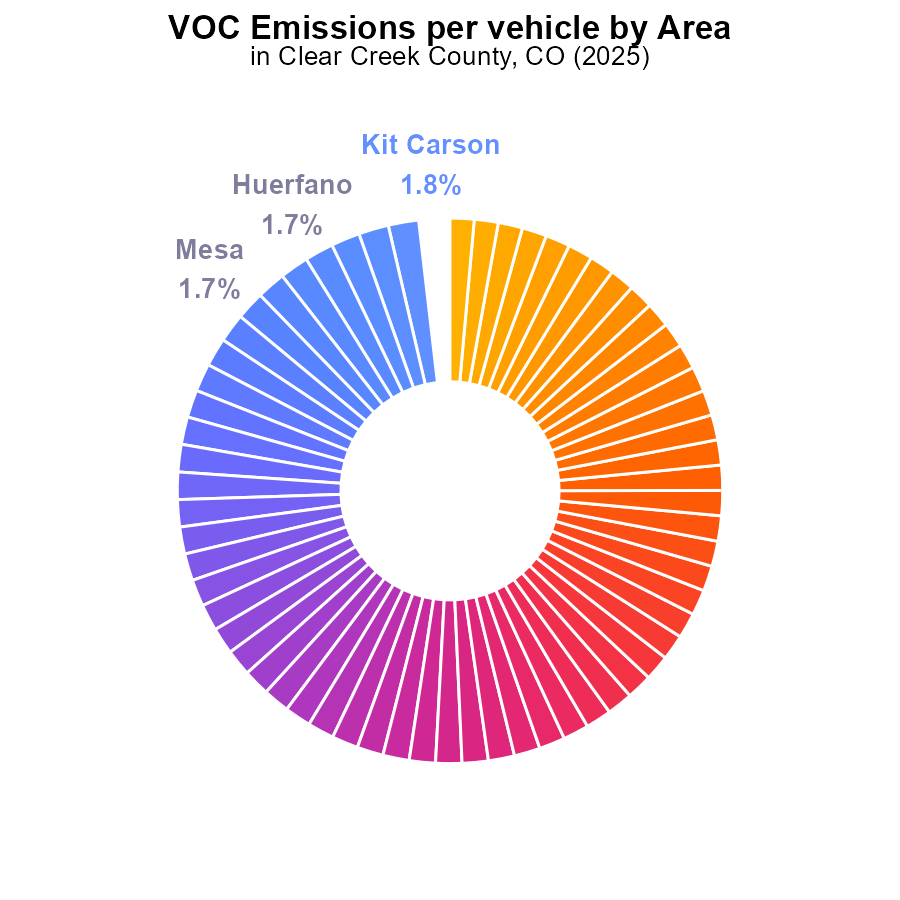 VOC Emissions per vehicle by Area
in Clear Creek County, CO (2025)
Kit Carson
1.8%
Huerfano
1.7%
Mesa
1.7%